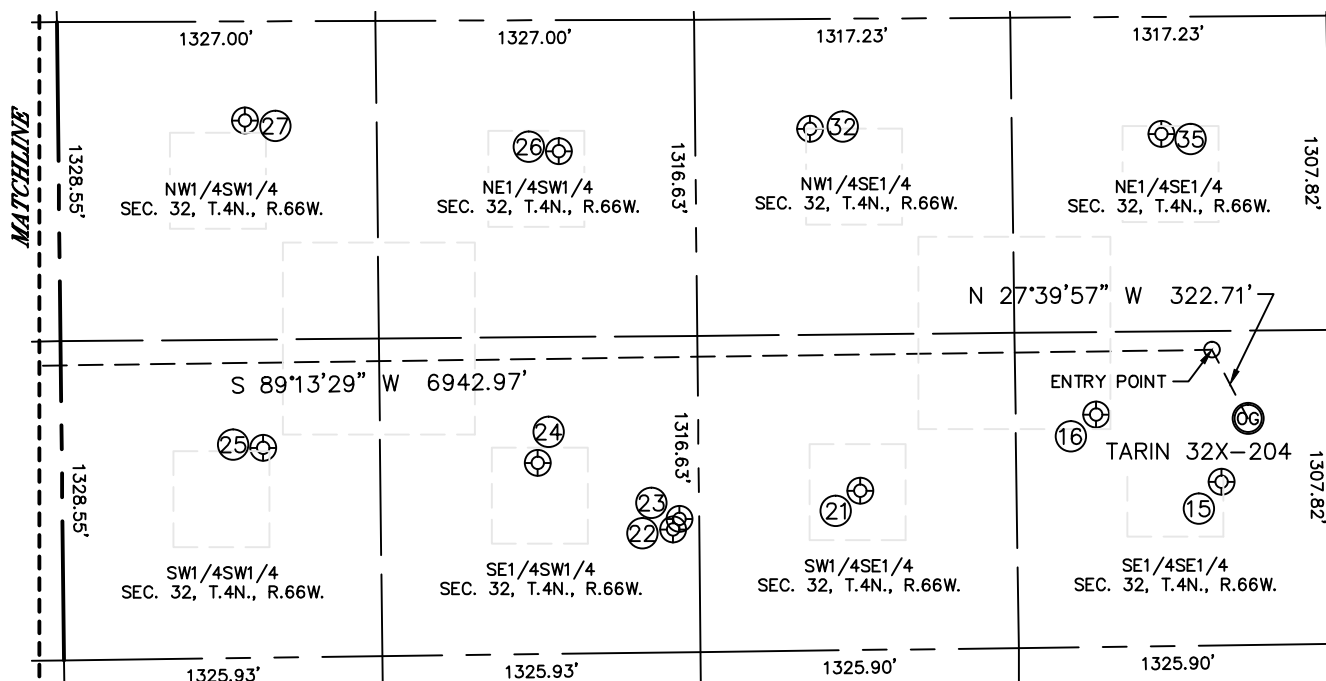 1327.00'
1327.00'
1317.23'
1317.23'
MATCHLINE
1328.55'
27
26
1316.63'
32
35
1307.82'
NW1/4SW1/4
SEC. 32, T.4N., R.66W.
NE1/4SW1/4
SEC. 32, T.4N., R.66W.
NW1/4SE1/4
SEC. 32, T.4N., R.66W.
NE1/4SE1/4
SEC. 32, T.4N., R.66W.
N 27°39'57" W 322.71'
S 89°13'29" W 6942.97'
ENTRY POINT
OG
TARIN 32X-204
1328.55'
25
24
23
22
1316.63'
21
16
15
1307.82'
SW1/4SW1/4
SEC. 32, T.4N., R.66W.
SE1/4SW1/4
SEC. 32, T.4N., R.66W.
SW1/4SE1/4
SEC. 32, T.4N., R.66W.
SE1/4SE1/4
SEC. 32, T.4N., R.66W.
1325.93'
1325.93'
1325.90'
1325.90'